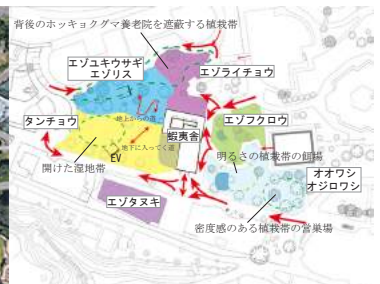 背後のホッキョクグマ養老院を遮蔽する植栽帯
エゾユキウサギ
エゾリス
エゾライチョウ
タンチョウ
地上からの道
エゾフクロウ
蝦夷舎
地下に入ってく道
EV
開けた湿地帯
明るさの植栽帯の餌場
オオワシ
オジロワシ
エゾタヌキ
密度感のある植栽帯の営巣場